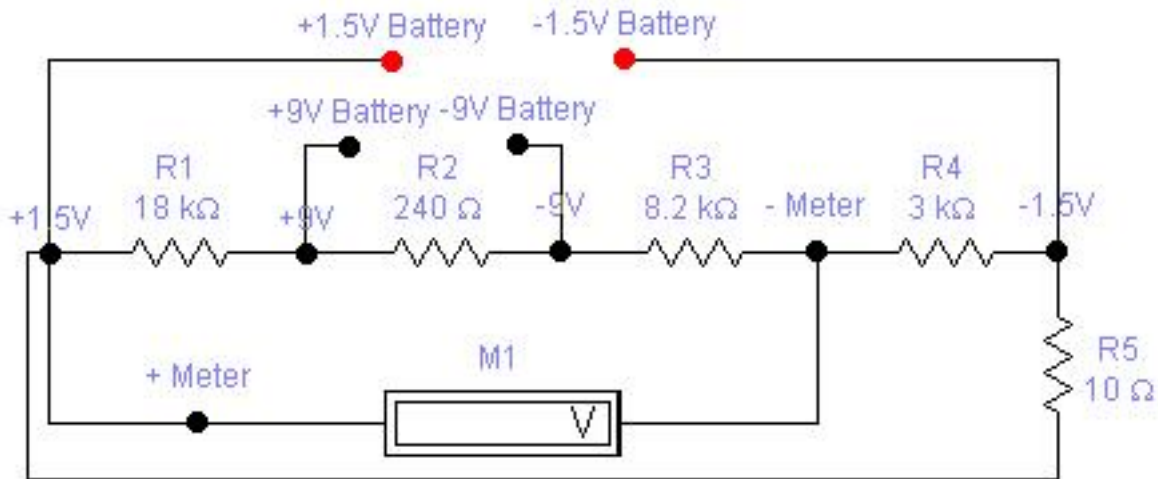 +1.5V Battery
-1.5V Battery
+9V Battery
-9V Battery
R1
18 kΩ
R2
240 Ω
R3
8.2 kΩ
R4
3 kΩ
+1.5V
+9V
-9V
- Meter
-1.5V
+ Meter
M1
V
R5
10 Ω